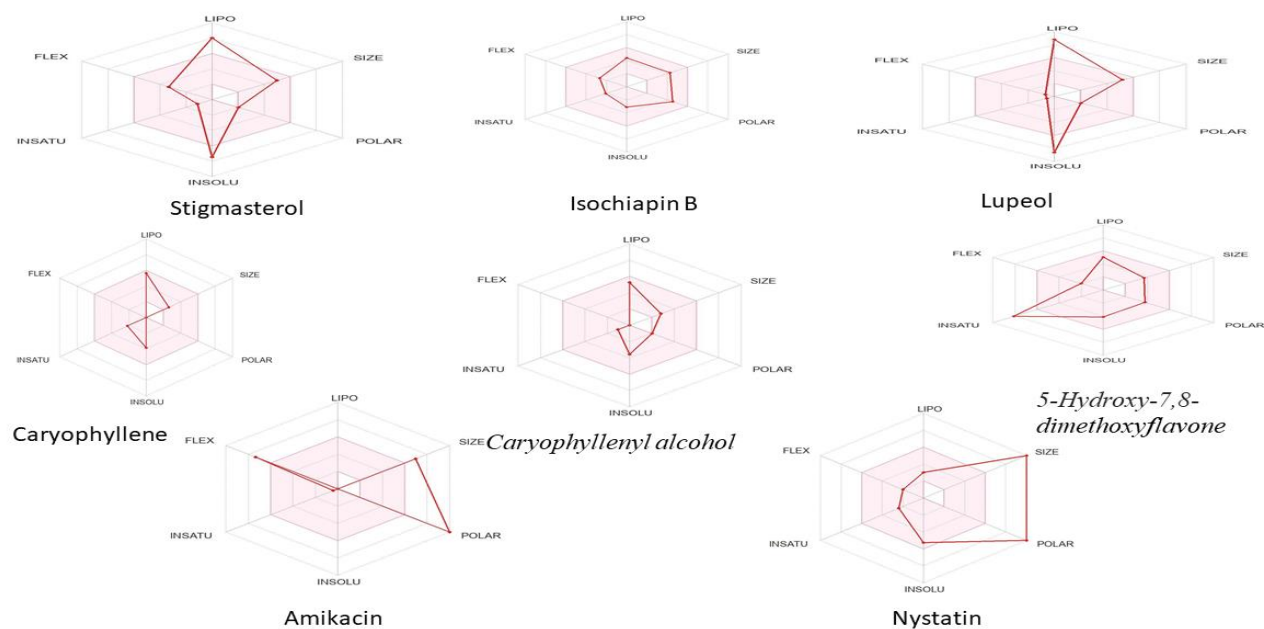 LIPO
FLEX
SIZE
INSATU
POLAR
INSOLU
Stigmasterol
LIPO
FLEX
SIZE
INSATU
POLAR
INSOLU
Isochiapin B
LIPO
FLEX
SIZE
INSATU
POLAR
INSOLU
Lupeol
LIPO
FLEX
SIZE
INSATU
POLAR
INSOLU
Caryophyllene
LIPO
FLEX
SIZE
INSATU
POLAR
INSOLU
Caryophyllenyl alcohol
LIPO
FLEX
SIZE
INSATU
POLAR
INSOLU
5-Hydroxy-7,8-
dimethoxyflavone
LIPO
FLEX
SIZE
INSATU
POLAR
INSOLU
Amikacin
LIPO
FLEX
SIZE
INSATU
POLAR
INSOLU
Nystatin